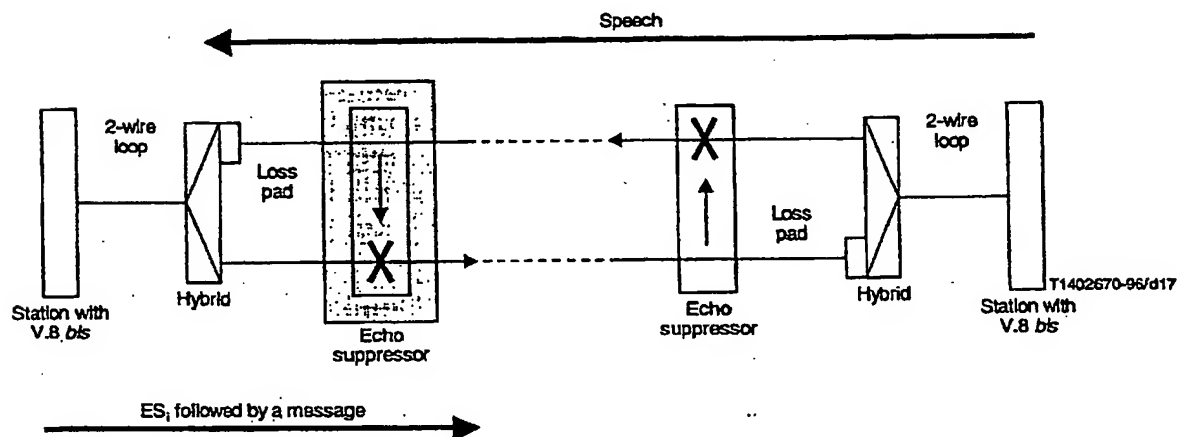 Speech
2-wire
loop
Loss
pad
Hybrid
Station with
V.8 bis
Echo
suppressor
Echo
suppressor
Loss
pad
2-wire
loop
Hybrid
T1402670-96/d17
Station with
V.8 bis
ESi followed by a message